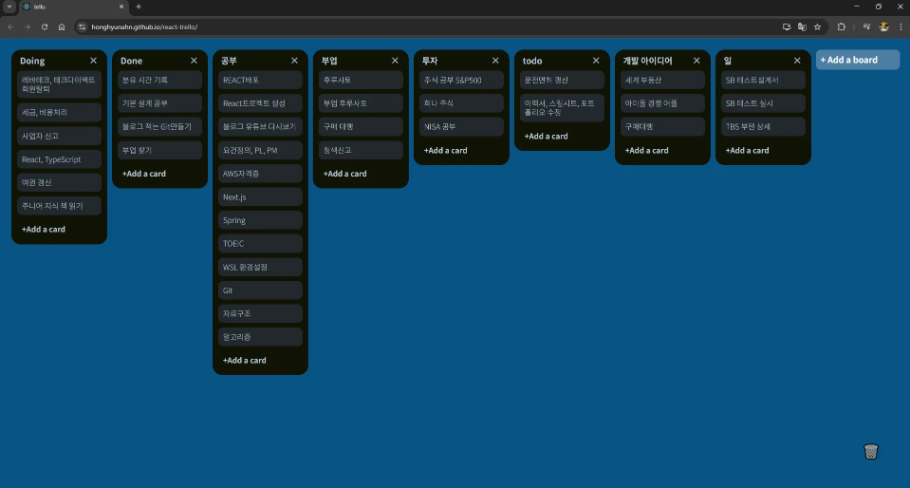 trello
honghyunahn.github.io/react-trello/
Doing
레바테크, 테크다이렉트
회원탈퇴
세금, 비용처리
사업자 신고
React, TypeScript
여권 갱신
주니어 지식 책 읽기
+Add a card
Done
분유 시간 기록
기본 설계 공부
블로그 적는 Git만들기
부업 찾기
+Add a card
공부
REACT배포
React프로젝트 설성
블로그 유튜브 다시보기
요건정의, PL, PM
AWS자격증
Next.js
Spring
TOEIC
WSL 환경설정
Git
자료구조
알고리즘
+Add a card
부업
후루사토
부업 후루사토
구매 대행
청색신고
+Add a card
투자
주식 공부 S&P500
회나 주식
NISA 공부
+Add a card
todo
운전면허 갱신
이력서, 스킬시트, 포트
폴리오 수정
+Add a card
개발 아이디어
세계 부동산
아이돌 경쟁 어플
구매대행
+Add a card
일
SB 테스트설계서
SB 테스트 실시
TBS 부먼 상세
+Add a card
+ Add a board